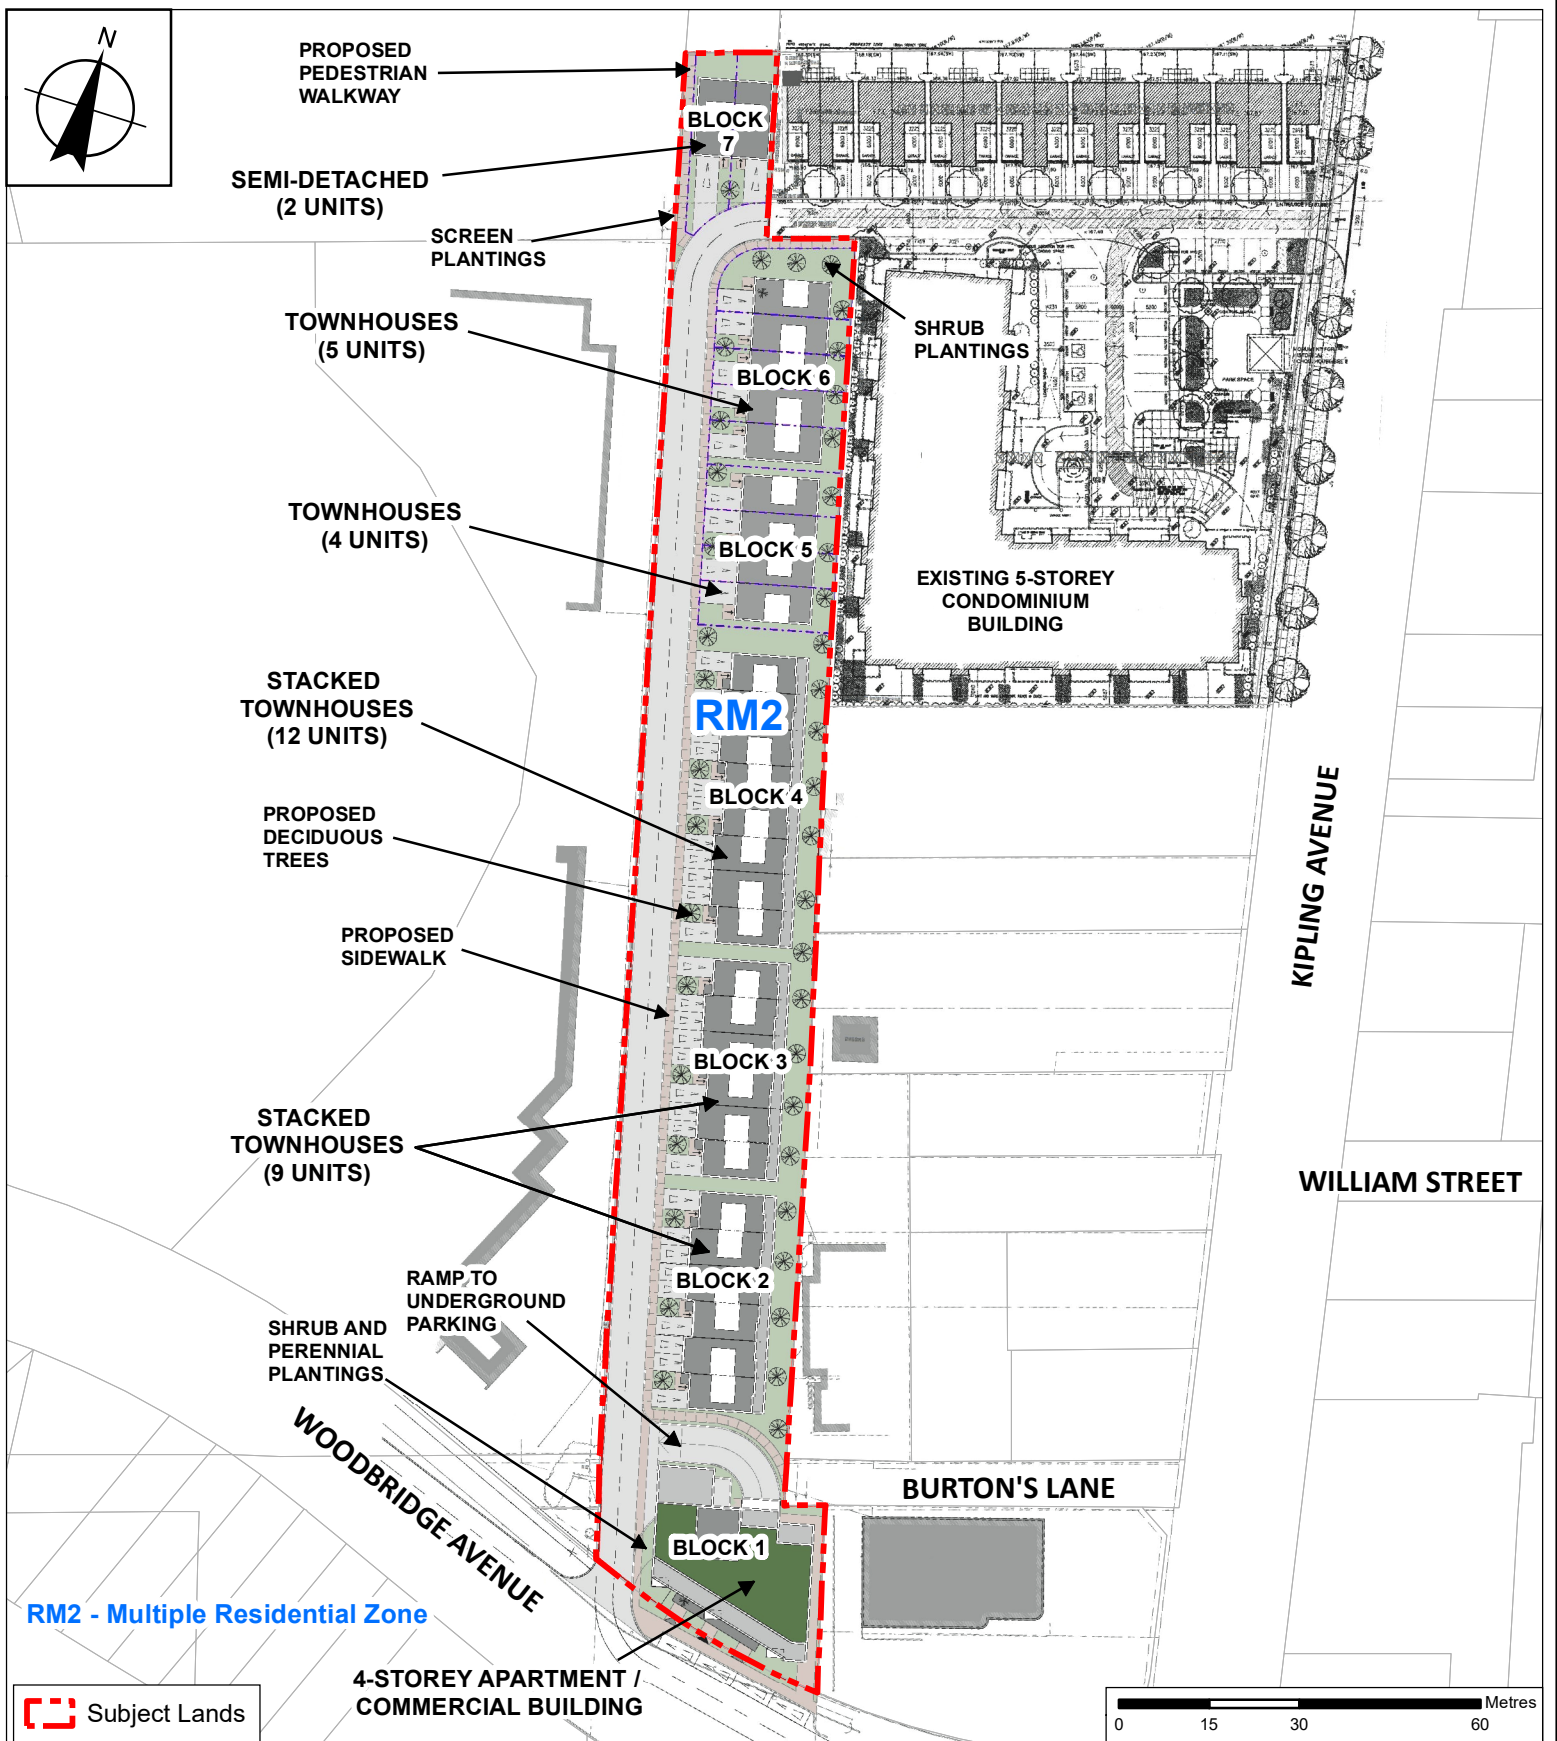 N
PROPOSED
PEDESTRIAN
WALKWAY
BLOCK
7
SEMI-DETACHED
(2 UNITS)
SCREEN
PLANTINGS
TOWNHOUSES
(5 UNITS)
SHRUB
PLANTINGS
BLOCK 6
TOWNHOUSES
(4 UNITS)
BLOCK 5
EXISTING 5-STOREY
CONDOMINIUM
BUILDING
STACKED
TOWNHOUSES
(12 UNITS)
RM2
BLOCK 4
PROPOSED
DECIDUOUS
TREES
KIPLING AVENUE
PROPOSED
SIDEWALK
BLOCK 3
STACKED
TOWNHOUSES
(9 UNITS)
WILLIAM STREET
BLOCK 2
RAMP TO
UNDERGROUND
PARKING
SHRUB AND
PERENNIAL
PLANTINGS
WOODBRIDGE AVENUE
BURTON'S LANE
BLOCK 1
RM2 - Multiple Residential Zone
4-STOREY APARTMENT /
COMMERCIAL BUILDING
Subject Lands
Metres
0 15 30 60